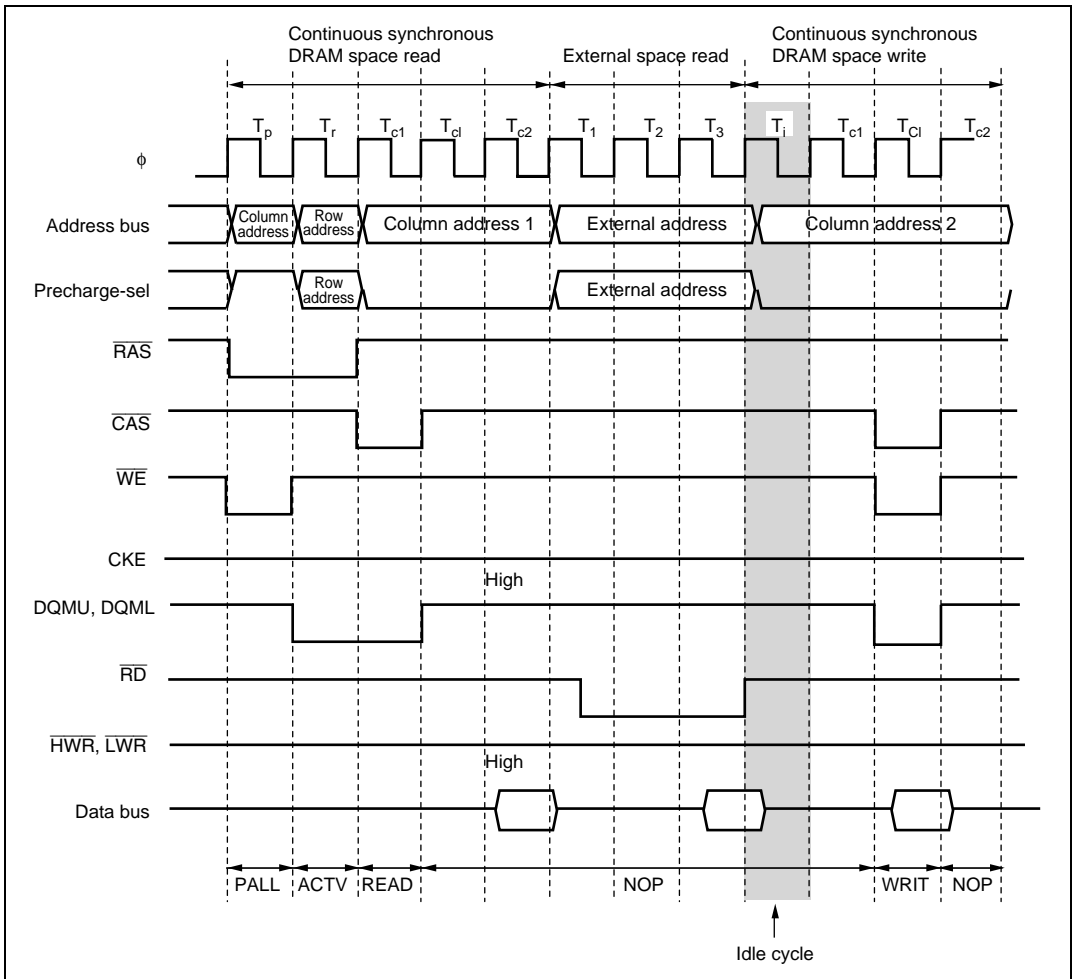 Continuous synchronous
DRAM space read
External space read
Continuous synchronous
DRAM space write
Tp Tr Tc1 Tcl Tc2 T1 T2 T3 Ti Tc1 TCl Tc2
ϕ
Address bus
Column
address
Row
address
Column address 1
External address
Column address 2
Precharge-sel
Row
address
External address
RAS
CAS
WE
CKE
High
DQMU, DQML
RD
HWR, LWR
High
Data bus
PALL ACTV READ NOP WRIT NOP
Idle cycle